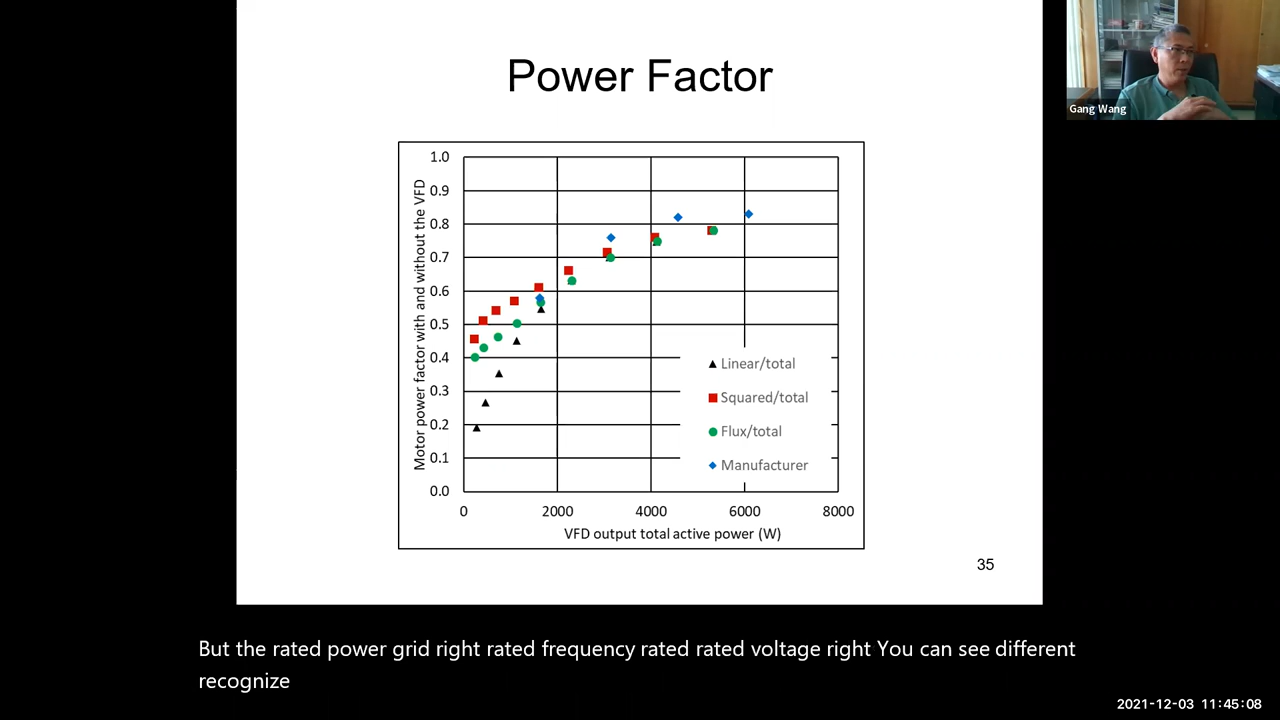 Power Factor
Gang Wang
Motor power factor with and without the VFD
1.0
0.9
0.8
0.7
0.6
0.5
0.4
0.3
0.2
0.1
0.0
Linear/total
Squared/total
Flux/total
Manufacturer
0 2000 4000 6000 8000
VFD output total active power (W)
35
But the rated power grid right rated frequency rated rated voltage right You can see different
recognize
2021-12-03 11:45:08